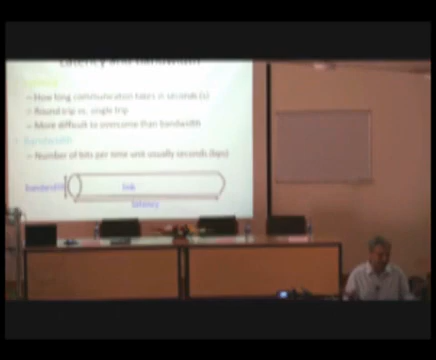 Latency and Bandwidth
Latency
– How long communication takes in seconds (s)
– Round trip vs. single trip
– More difficult to overcome than bandwidth
Bandwidth
– Number of bits per time unit usually seconds (bps)
bandwidth
link
latency